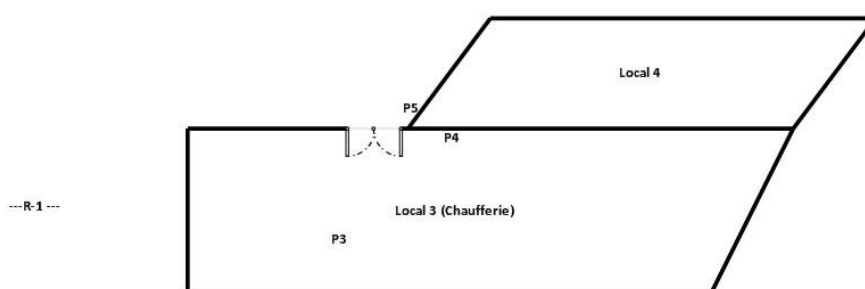 Local 4
P5
P4
---R-1 ---
Local 3 (Chaufferie)
P3